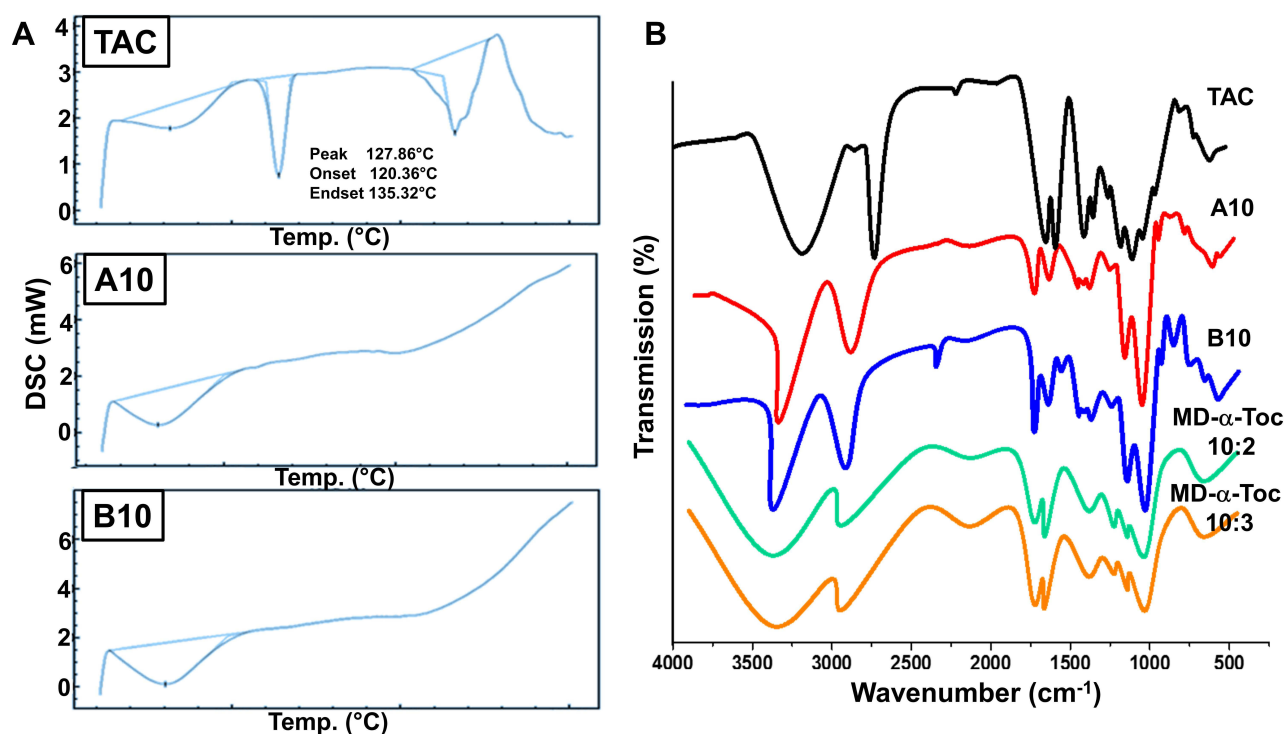 A
TAC
4
3
2
1
0
Peak 127.86°C
Onset 120.36°C
Endset 135.32°C
Temp. (°C)
A10
6
4
2
0
DSC (mW)
Temp. (°C)
B10
6
4
2
0
Temp. (°C)
B
TAC
A10
B10
MD-α-Toc
10:2
MD-α-Toc
10:3
Transmission (%)
4000 3500 3000 2500 2000 1500 1000 500
Wavenumber (cm-1)